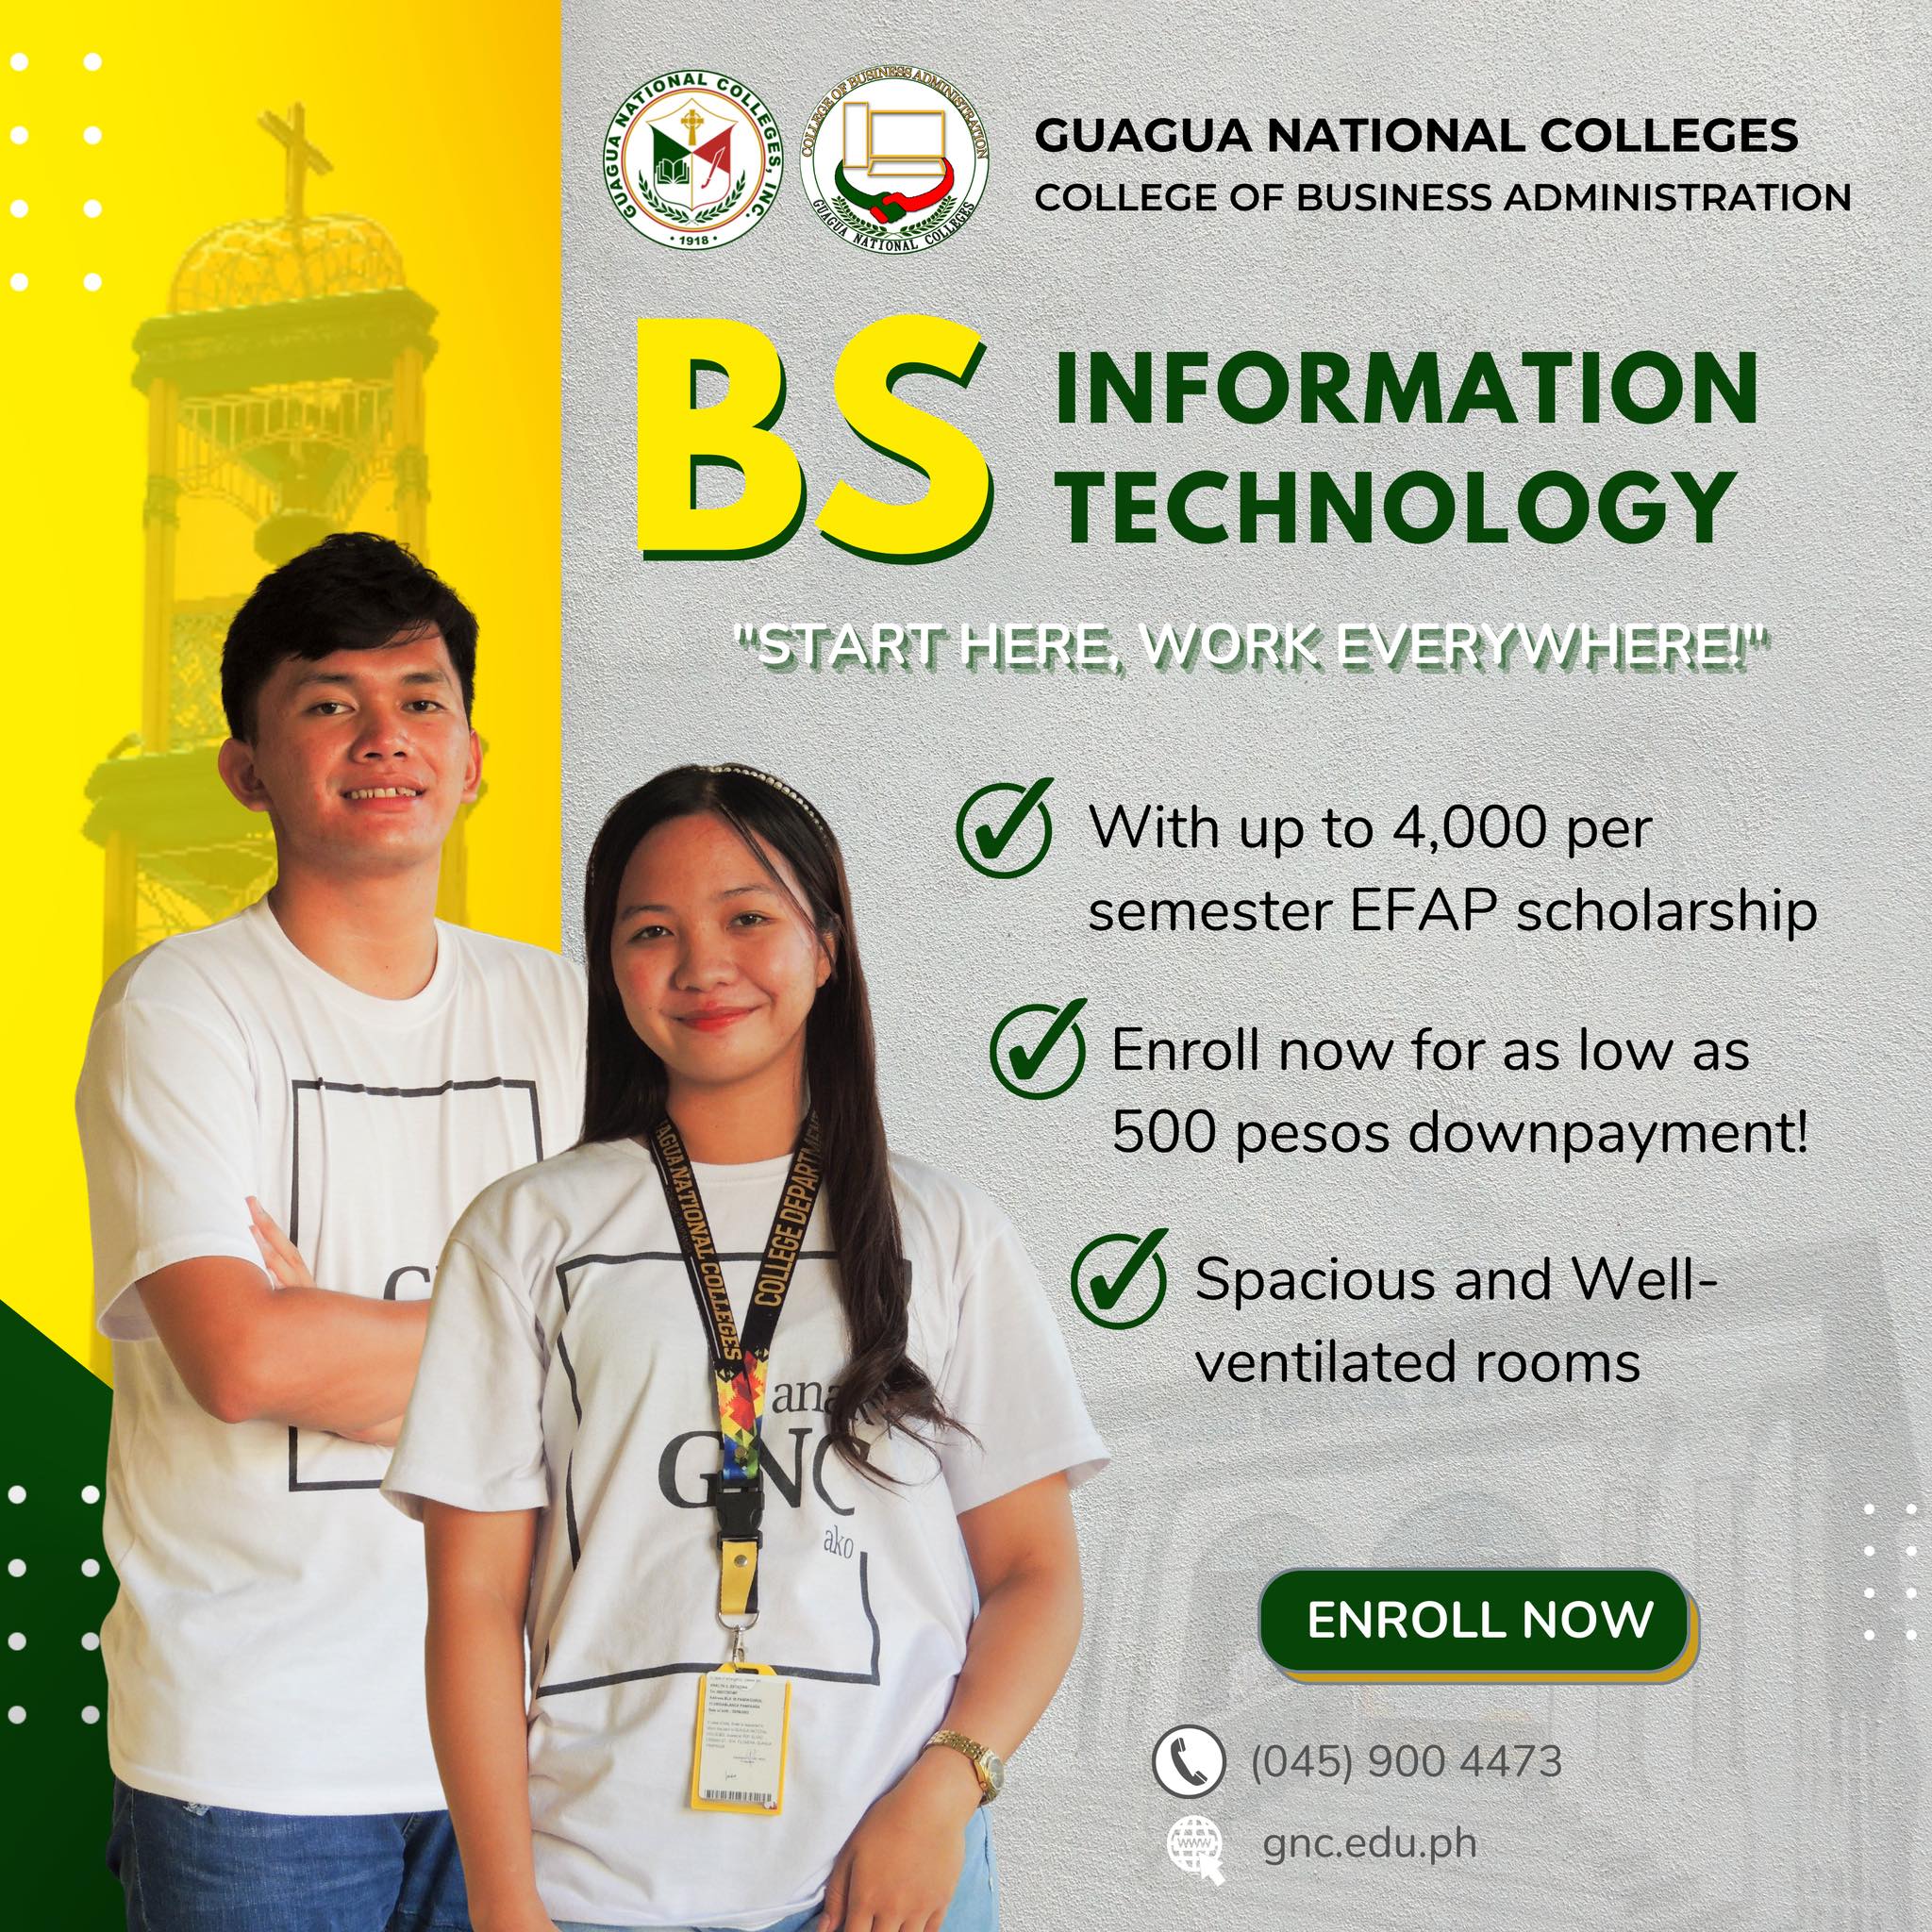 GUAGUA NATIONAL COLLEGES, INC.
• 1918 •
COLLEGE OF BUSINESS ADMINISTRATION
GUAGUA NATIONAL COLLEGES
GUAGUA NATIONAL COLLEGES
COLLEGE OF BUSINESS ADMINISTRATION
BS
INFORMATION
TECHNOLOGY
"START HERE, WORK EVERYWHERE!"
With up to 4,000 per
semester EFAP scholarship
Enroll now for as low as
500 pesos downpayment!
Spacious and Well-
ventilated rooms
AGUA NATIONAL COLLEGES
COLLEGE DEPARTMENT
ana
GNC
ako
ENROLL NOW
(045) 900 4473
www
gnc.edu.ph